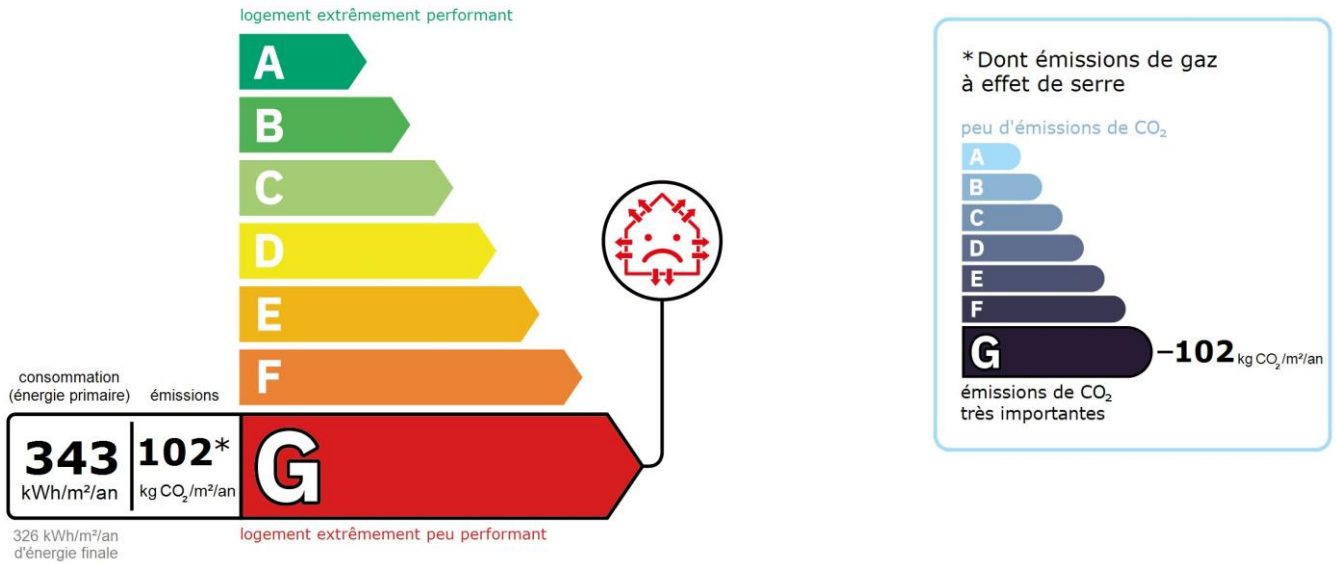 logement extrêmement performant
A
B
C
D
E
F
consommation
(énergie primaire)
émissions
343
kWh/m²/an
102*
kg CO₂/m²/an
G
326 kWh/m²/an
d'énergie finale
logement extrêmement peu performant
*Dont émissions de gaz
à effet de serre
peu d'émissions de CO₂
A
B
C
D
E
F
G
–102 kg CO₂/m²/an
émissions de CO₂
très importantes